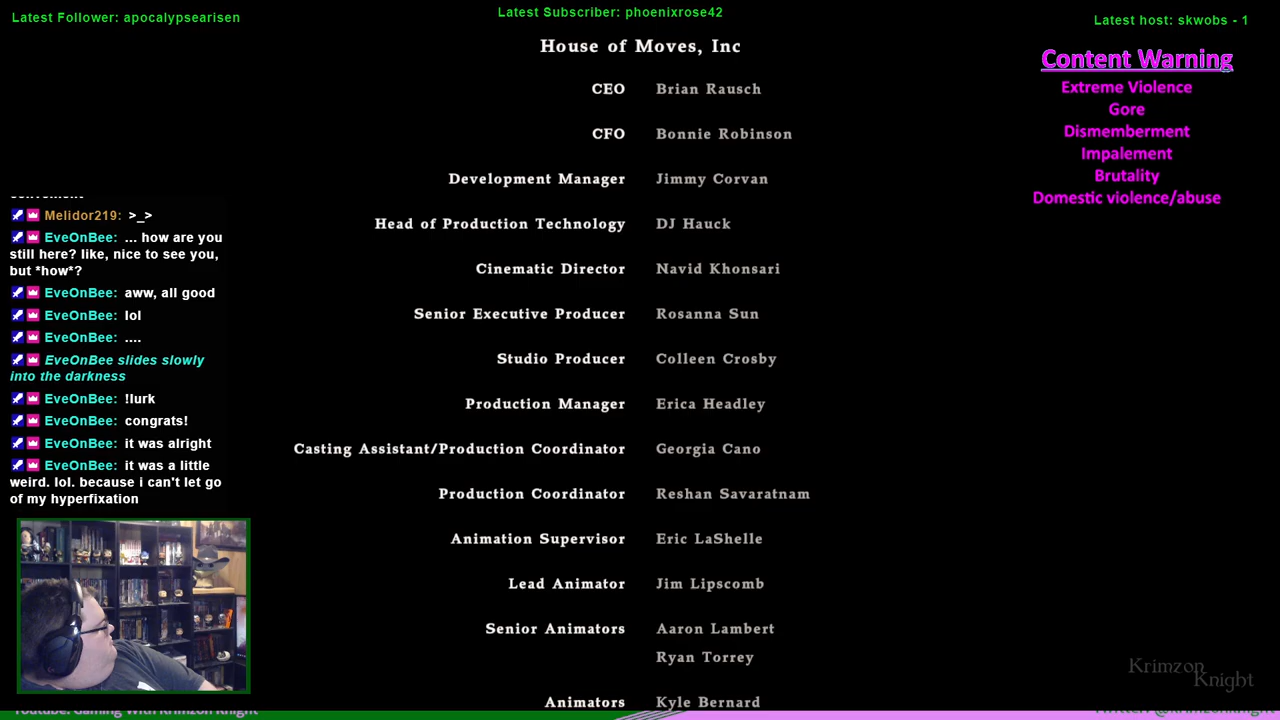 Latest Follower: apocalypsearisen
Latest Subscriber: phoenixrose42
Latest host: skwobs - 1
House of Moves, Inc
CEO Brian Rausch
CFO Bonnie Robinson
Development Manager Jimmy Corvan
Head of Production Technology DJ Hauck
Cinematic Director Navid Khonsari
Senior Executive Producer Rosanna Sun
Studio Producer Colleen Crosby
Production Manager Erica Headley
Casting Assistant/Production Coordinator Georgia Cano
Production Coordinator Reshan Savaratnam
Animation Supervisor Eric LaShelle
Lead Animator Jim Lipscomb
Senior Animators Aaron Lambert
Ryan Torrey
Animators Kyle Bernard
Content Warning
Extreme Violence
Gore
Dismemberment
Impalement
Brutality
Domestic violence/abuse
Melidor219: >_>
EveOnBee: ... how are you
still here? like, nice to see you,
but *how*?
EveOnBee: aww, all good
EveOnBee: lol
EveOnBee: ....
EveOnBee slides slowly
into the darkness
EveOnBee: !lurk
EveOnBee: congrats!
EveOnBee: it was alright
EveOnBee: it was a little
weird. lol. because i can't let go
of my hyperfixation
Krimzon
Knight
Youtube: Gaming With Krimzon Knight
Twitter: @krimzonknight